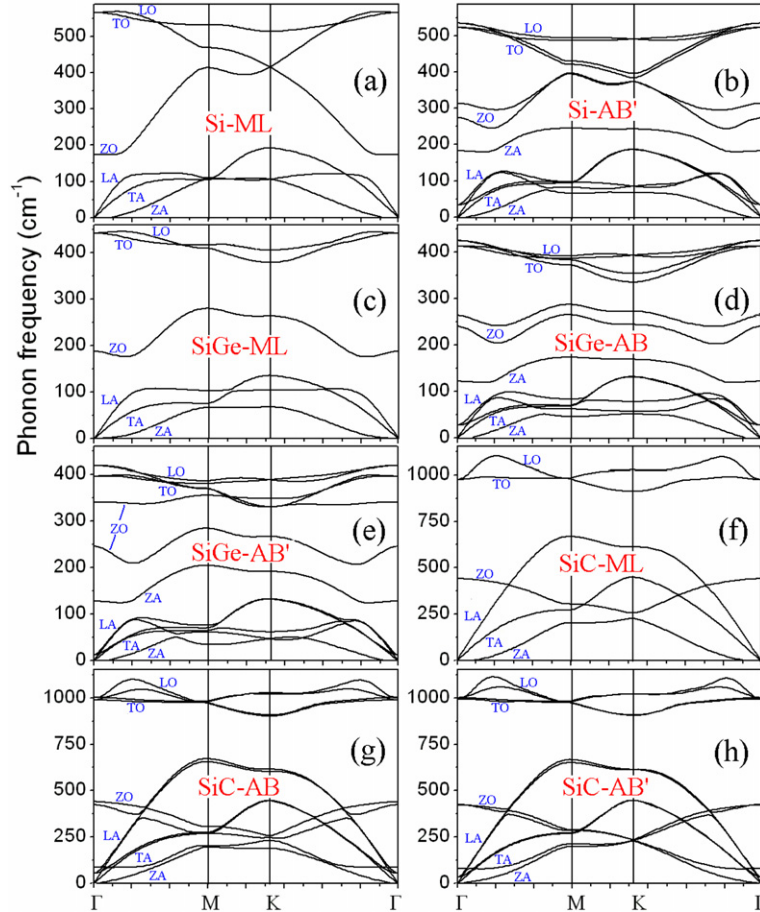 Phonon frequency (cm⁻¹)
500
400
300
200
100
0
LO
TO
(a)
Si-ML
ZO
LA
TA
ZA
500
400
300
200
100
0
LO
TO
(b)
Si-AB'
ZO
ZA
LA
TA
ZA
400
300
200
100
0
LO
TO
(c)
SiGe-ML
ZO
LA
TA
ZA
400
300
200
100
0
LO
TO
(d)
SiGe-AB
ZO
ZA
LA
TA
ZA
400
300
200
100
0
LO
TO
ZO
(e)
SiGe-AB'
ZA
LA
TA
ZA
1000
750
500
250
0
LO
TO
(f)
SiC-ML
ZO
LA
TA
ZA
1000
750
500
250
0
LO
TO
(g)
SiC-AB
ZO
LA
TA
ZA
Γ M K Γ
1000
750
500
250
0
LO
TO
(h)
SiC-AB'
ZO
LA
TA
ZA
Γ M K Γ